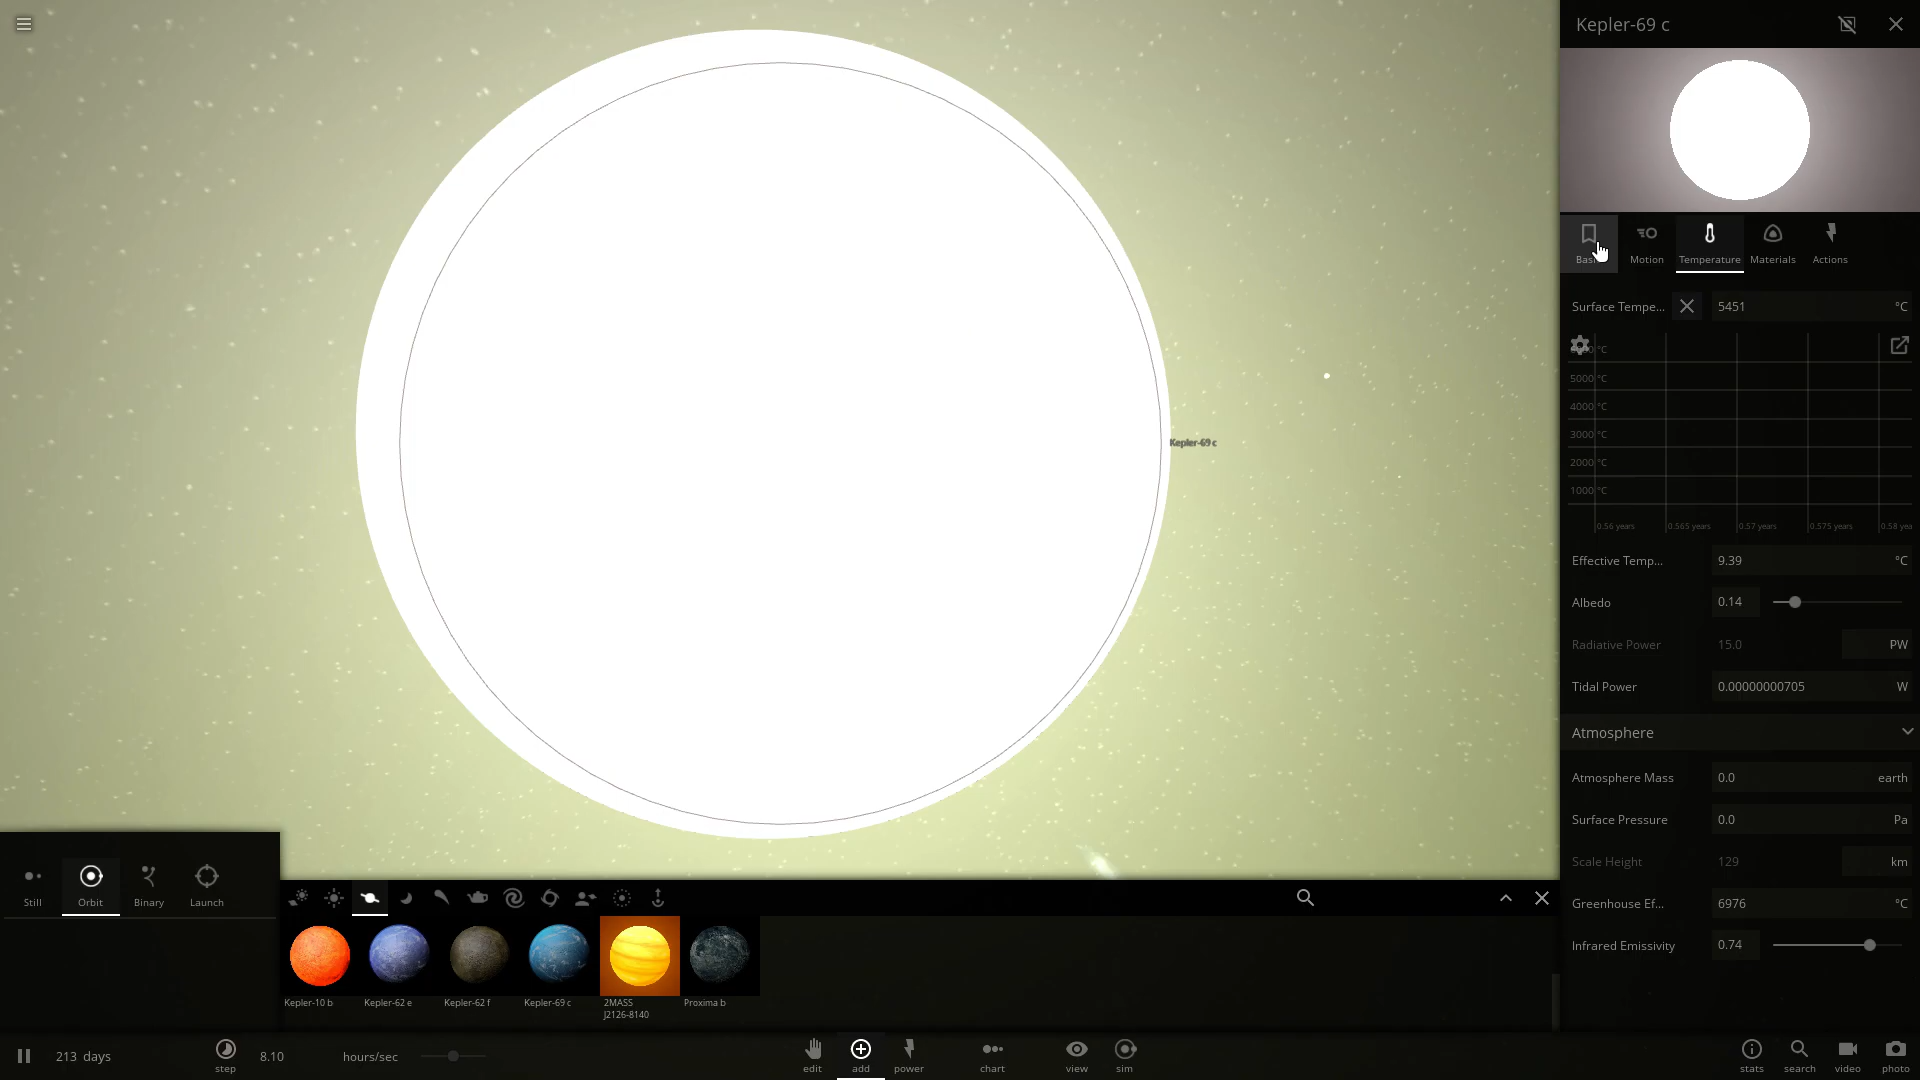 Kepler-69 c
Motion
Temperature
Materials
Actions
Surface Tempe...
5451
°C
°C
5000 °C
4000 °C
3000 °C
2000 °C
1000 °C
0.56 years
0.565 years
0.57 years
0.575 years
0.58 yea
Kepler-69 c
Effective Temp...
9.39
°C
Albedo
0.14
Radiative Power
15.0
PW
Tidal Power
0.00000000705
W
Atmosphere
Atmosphere Mass
0.0
earth
Surface Pressure
0.0
Pa
Scale Height
129
km
Greenhouse Ef...
6976
°C
Infrared Emissivity
0.74
Still
Orbit
Binary
Launch
Kepler-10 b
Kepler-62 e
Kepler-62 f
Kepler-69 c
2MASS
J2126-8140
Proxima b
213 days
step
8.10
hours/sec
edit
add
power
chart
view
sim
stats
search
video
photo